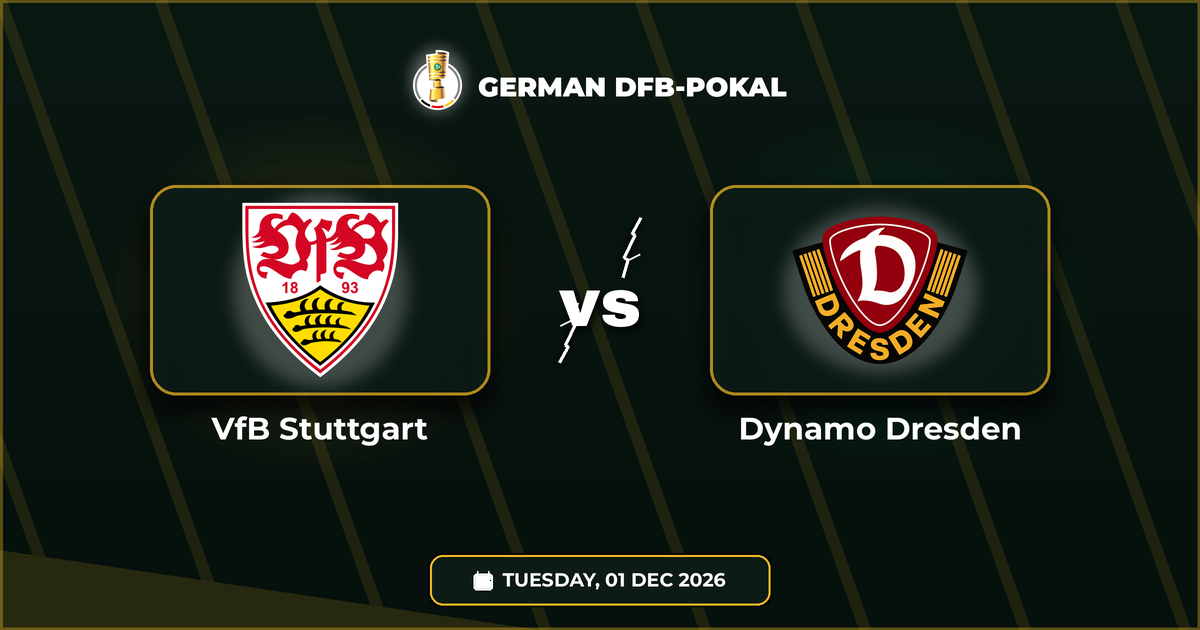 GERMAN DFB-POKAL
VfB
18 93
VS
D
DRESDEN
VfB Stuttgart
Dynamo Dresden
TUESDAY, 01 DEC 2026